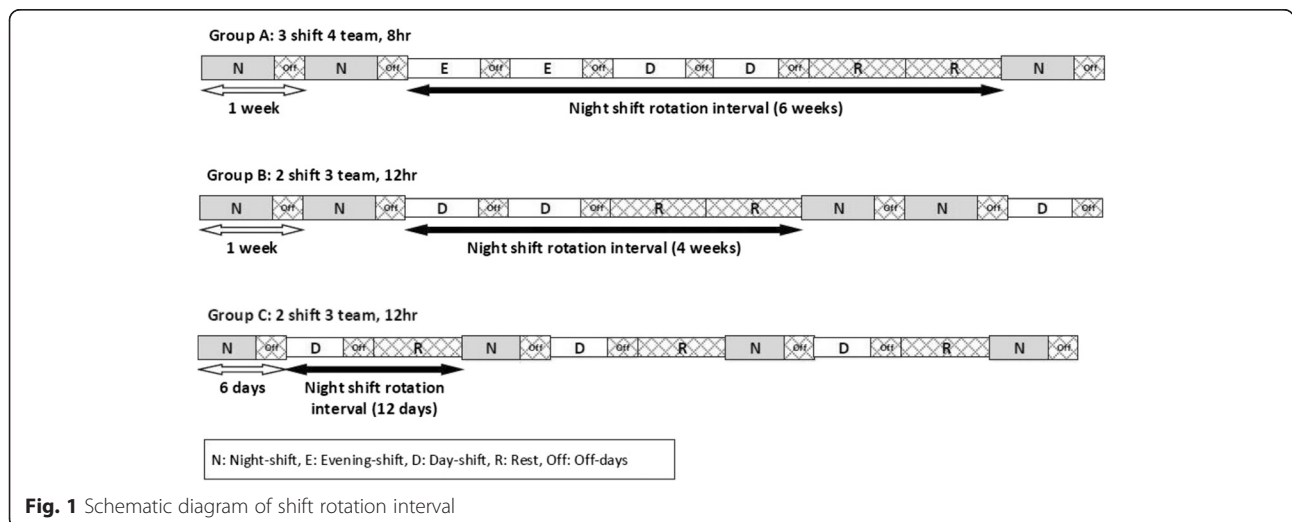 Group A: 3 shift 4 team, 8hr
N Off N Off E Off E Off D Off D Off R R N Off
1 week Night shift rotation interval (6 weeks)
Group B: 2 shift 3 team, 12hr
N Off N Off D Off D Off R R N Off N Off D Off
1 week Night shift rotation interval (4 weeks)
Group C: 2 shift 3 team, 12hr
N Off D Off R N Off D Off R N Off D Off R N Off
6 days Night shift rotation
interval (12 days)
N: Night-shift, E: Evening-shift, D: Day-shift, R: Rest, Off: Off-days
Fig. 1 Schematic diagram of shift rotation interval